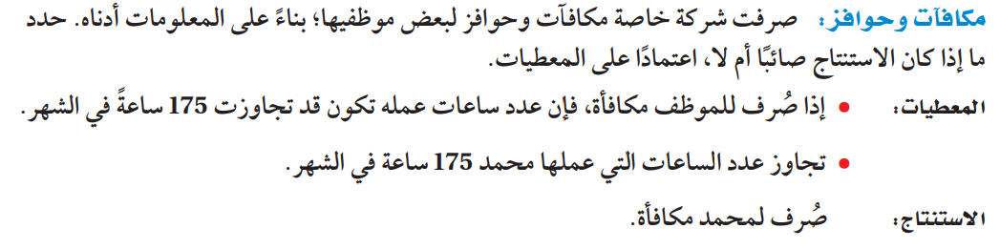 مكافآت وحوافز: صرفت شركة خاصة مكافآت وحوافز لبعض موظفيها؛ بناءً على المعلومات أدناه. حدد
ما إذا كان الاستنتاج صائبًا أم لا، اعتمادًا على المعطيات.
المعطيات: • إذا صُرف للموظف مكافأة، فإن عدد ساعات عمله تكون قد تجاوزت 175 ساعةً في الشهر.
• تجاوز عدد الساعات التي عملها محمد 175 ساعة في الشهر.
الاستنتاج: صُرف لمحمد مكافأة.